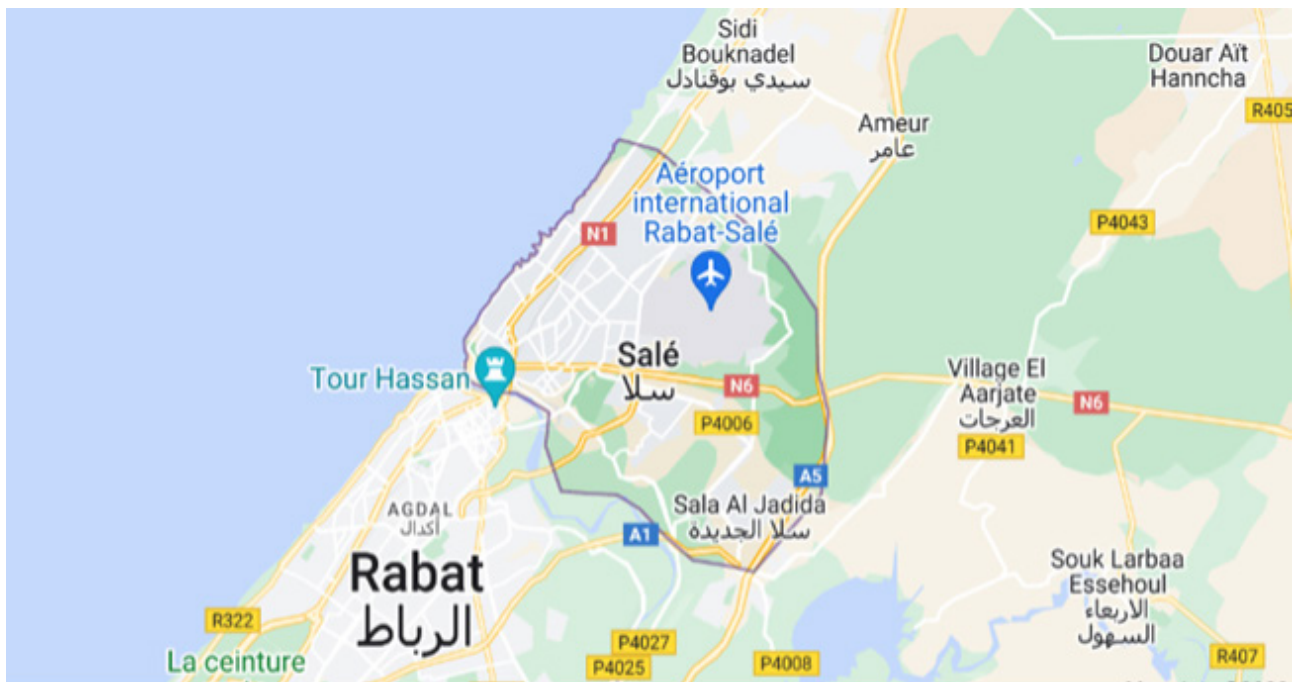 Sidi
Bouknadel
سيدي بوقنادل
Douar Aït
Hanncha
R405
Ameur
عامر
Aéroport
international
Rabat-Salé
N1
P4043
Tour Hassan
Salé
سلا
N6
P4006
Village El
Aarjate
العرجات
N6
P4041
A5
AGDAL
أكدال
Sala Al Jadida
سلا الجديدة
A1
Rabat
الرباط
Souk Larbaa
Essehoul
الاربعاء
السهول
R322
P4027
P4025
P4008
R407
La ceinture